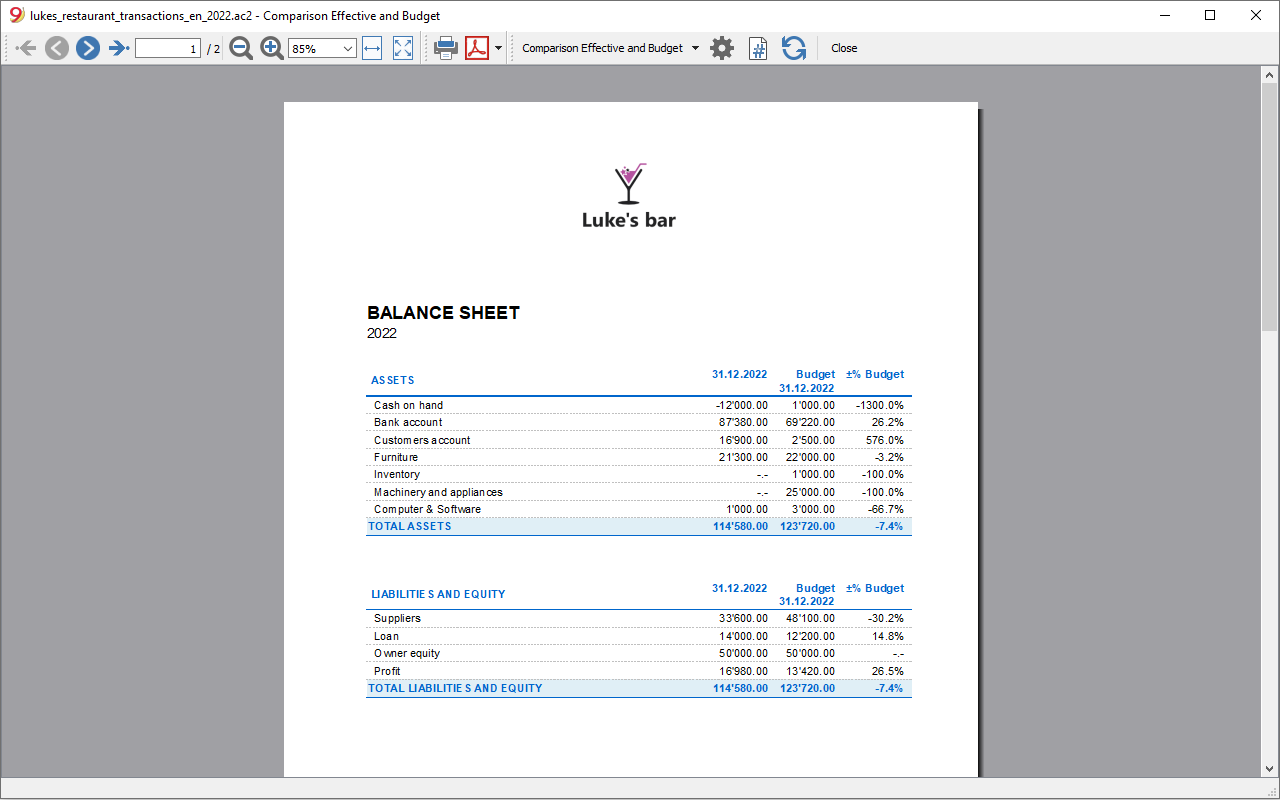 lukes_restaurant_transactions_en_2022.ac2 - Comparison Effective and Budget
1 / 2 85% Comparison Effective and Budget Close
Luke's bar
BALANCE SHEET
2022
ASSETS 31.12.2022 Budget 31.12.2022 ±% Budget
Cash on hand -12'000.00 1'000.00 -1300.0%
Bank account 87'380.00 69'220.00 26.2%
Customers account 16'900.00 2'500.00 576.0%
Furniture 21'300.00 22'000.00 -3.2%
Inventory -.- 1'000.00 -100.0%
Machinery and appliances -.- 25'000.00 -100.0%
Computer & Software 1'000.00 3'000.00 -66.7%
TOTAL ASSETS 114'580.00 123'720.00 -7.4%
LIABILITIES AND EQUITY 31.12.2022 Budget 31.12.2022 ±% Budget
Suppliers 33'600.00 48'100.00 -30.2%
Loan 14'000.00 12'200.00 14.8%
Owner equity 50'000.00 50'000.00 -.-
Profit 16'980.00 13'420.00 26.5%
TOTAL LIABILITIES AND EQUITY 114'580.00 123'720.00 -7.4%